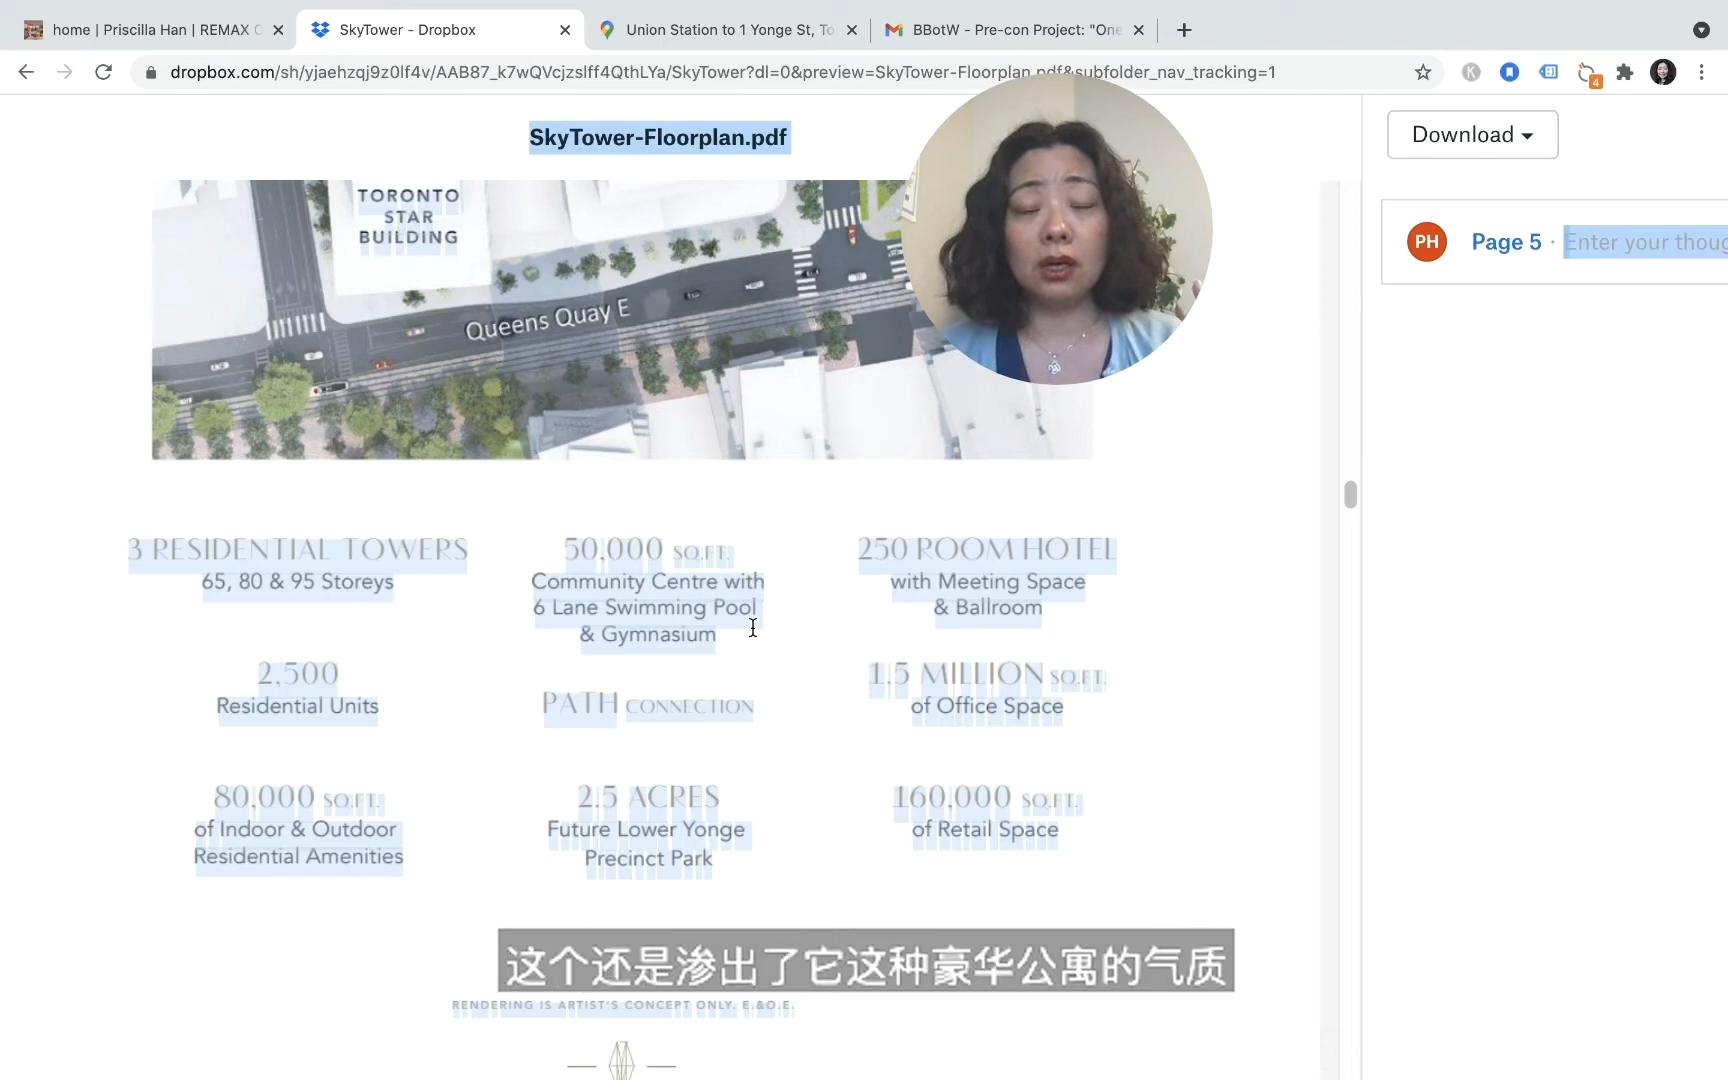 home | Priscilla Han | REMAX
SkyTower - Dropbox
Union Station to 1 Yonge St, To
BBotW - Pre-con Project: "One
dropbox.com/sh/yjaehzqj9z0lf4v/AAB87_k7wQVcjzslff4QthLYa/SkyTower?dl=0&preview=SkyTower-Floorplan.pdf&subfolder_nav_tracking=1
K
4
SkyTower-Floorplan.pdf
Download
PH Page 5 · Enter your thoug
TORONTO
STAR
BUILDING
Queens Quay E
3 RESIDENTIAL TOWERS
65, 80 & 95 Storeys
50,000 SQ.FT.
Community Centre with
6 Lane Swimming Pool
& Gymnasium
250 ROOM HOTEL
with Meeting Space
& Ballroom
2,500
Residential Units
PATH CONNECTION
1.5 MILLION SQ.FT.
of Office Space
80,000 SQ.FT.
of Indoor & Outdoor
Residential Amenities
2.5 ACRES
Future Lower Yonge
Precinct Park
160,000 SQ.FT.
of Retail Space
这个还是渗出了它这种豪华公寓的气质
RENDERING IS ARTIST'S CONCEPT ONLY. E.&O.E.